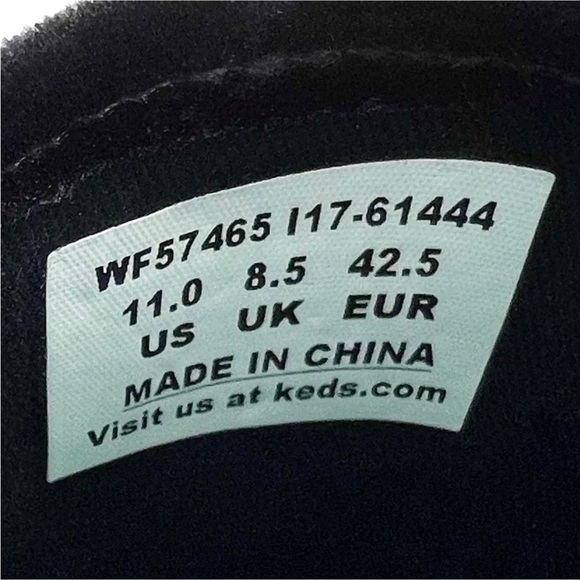 WF57465 I17-61444
11.0 8.5 42.5
US UK EUR
MADE IN CHINA
Visit us at keds.com